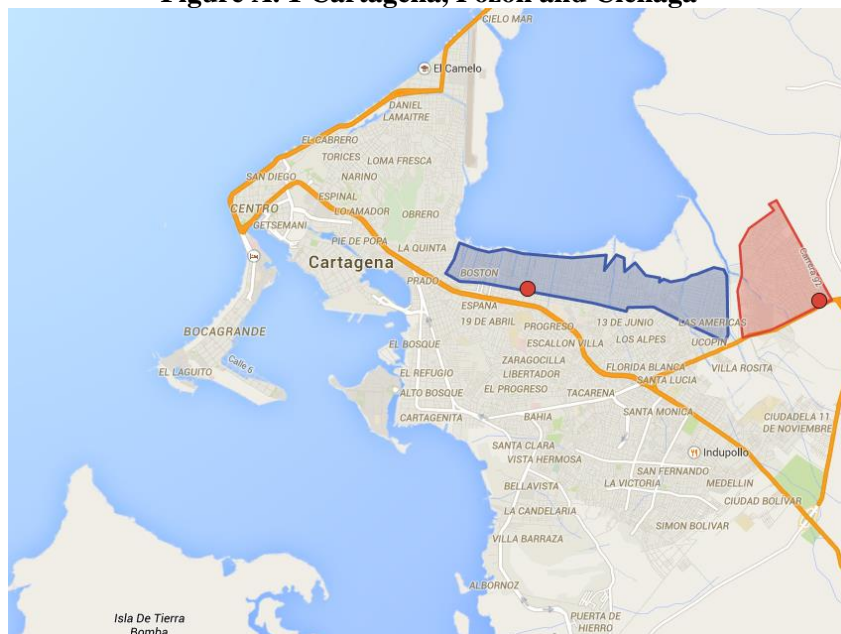 Figure A. 1 Cartagena, Pozón and Ciénaga
CIELO MAR
El Camelo
DANIEL
LAMAITRE
EL CABRERO
TORICES
LOMA FRESCA
SAN DIEGO
NARINO
ESPINAL
CENTRO
LO AMADOR
OBRERO
GETSEMANI
PIE DE POPA
LA QUINTA
Cartagena
BOSTON
PRADO
Carrera 91
ESPAÑA
19 DE ABRIL
PROGRESO
13 DE JUNIO
LAS AMERICAS
BOCAGRANDE
EL BOSQUE
ESCALLON VILLA
LOS ALPES
UCOPIN
Calle 6
ZARAGOCILLA
EL LAGUITO
EL REFUGIO
LIBERTADOR
FLORIDA BLANCA
VILLA ROSITA
SANTA LUCIA
ALTO BOSQUE
EL PROGRESO
TACARENA
CARTAGENITA
BAHIA
SANTA MONICA
CIUDADELA 11
DE NOVIEMBRE
SANTA CLARA
VISTA HERMOSA
Indupollo
SAN FERNANDO
BELLAVISTA
LA VICTORIA
MEDELLIN
CIUDAD BOLIVAR
LA CANDELARIA
SIMON BOLIVAR
VILLA BARRAZA
ALBORNOZ
Isla De Tierra
Bomba
PUERTA DE
HIERRO